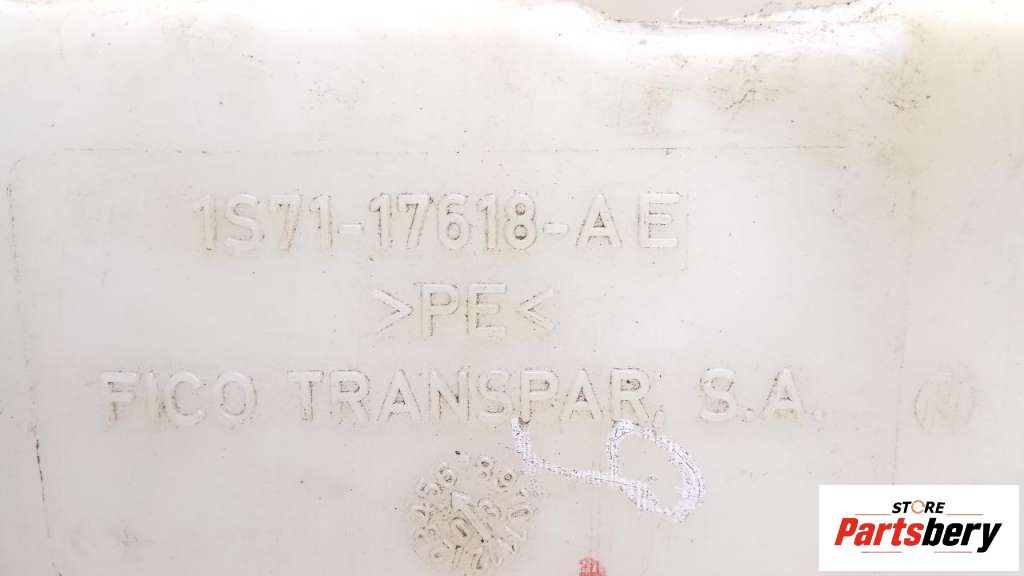 1S71-17618-AE
>PE<
FICO TRANSPAR, S.A.
STORE
Partsbery